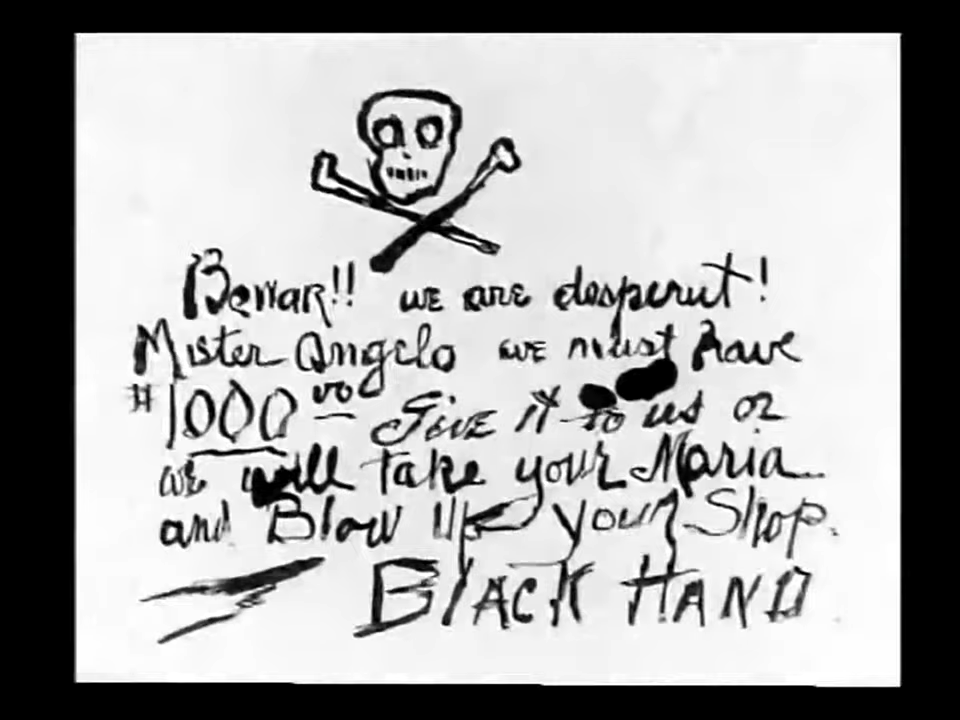 Bewar!! we are desperut!
Mister Angelo we must have
$1000 00 Give it to us or
we will take your Maria
and Blow Up your Shop.
BLACK HAND